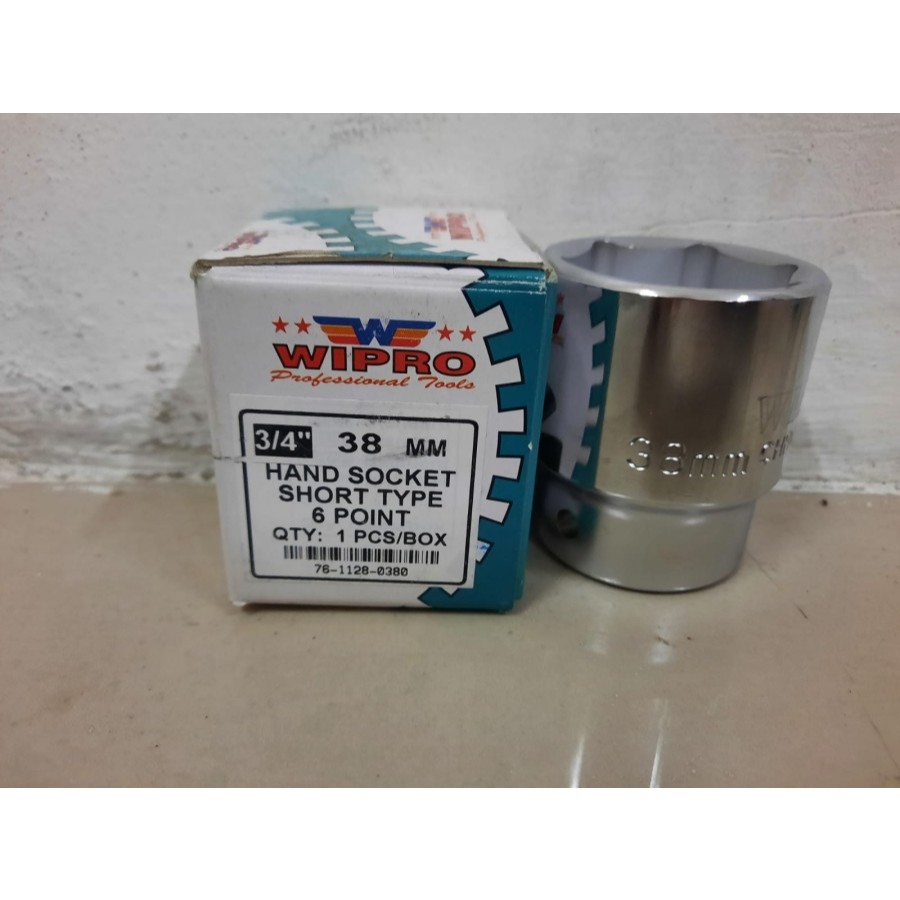 WIPRO
W
WIPRO
Professional Tools
3/4" 38 MM
HAND SOCKET
SHORT TYPE
6 POINT
QTY: 1 PCS/BOX
76-1128-0380
38mm